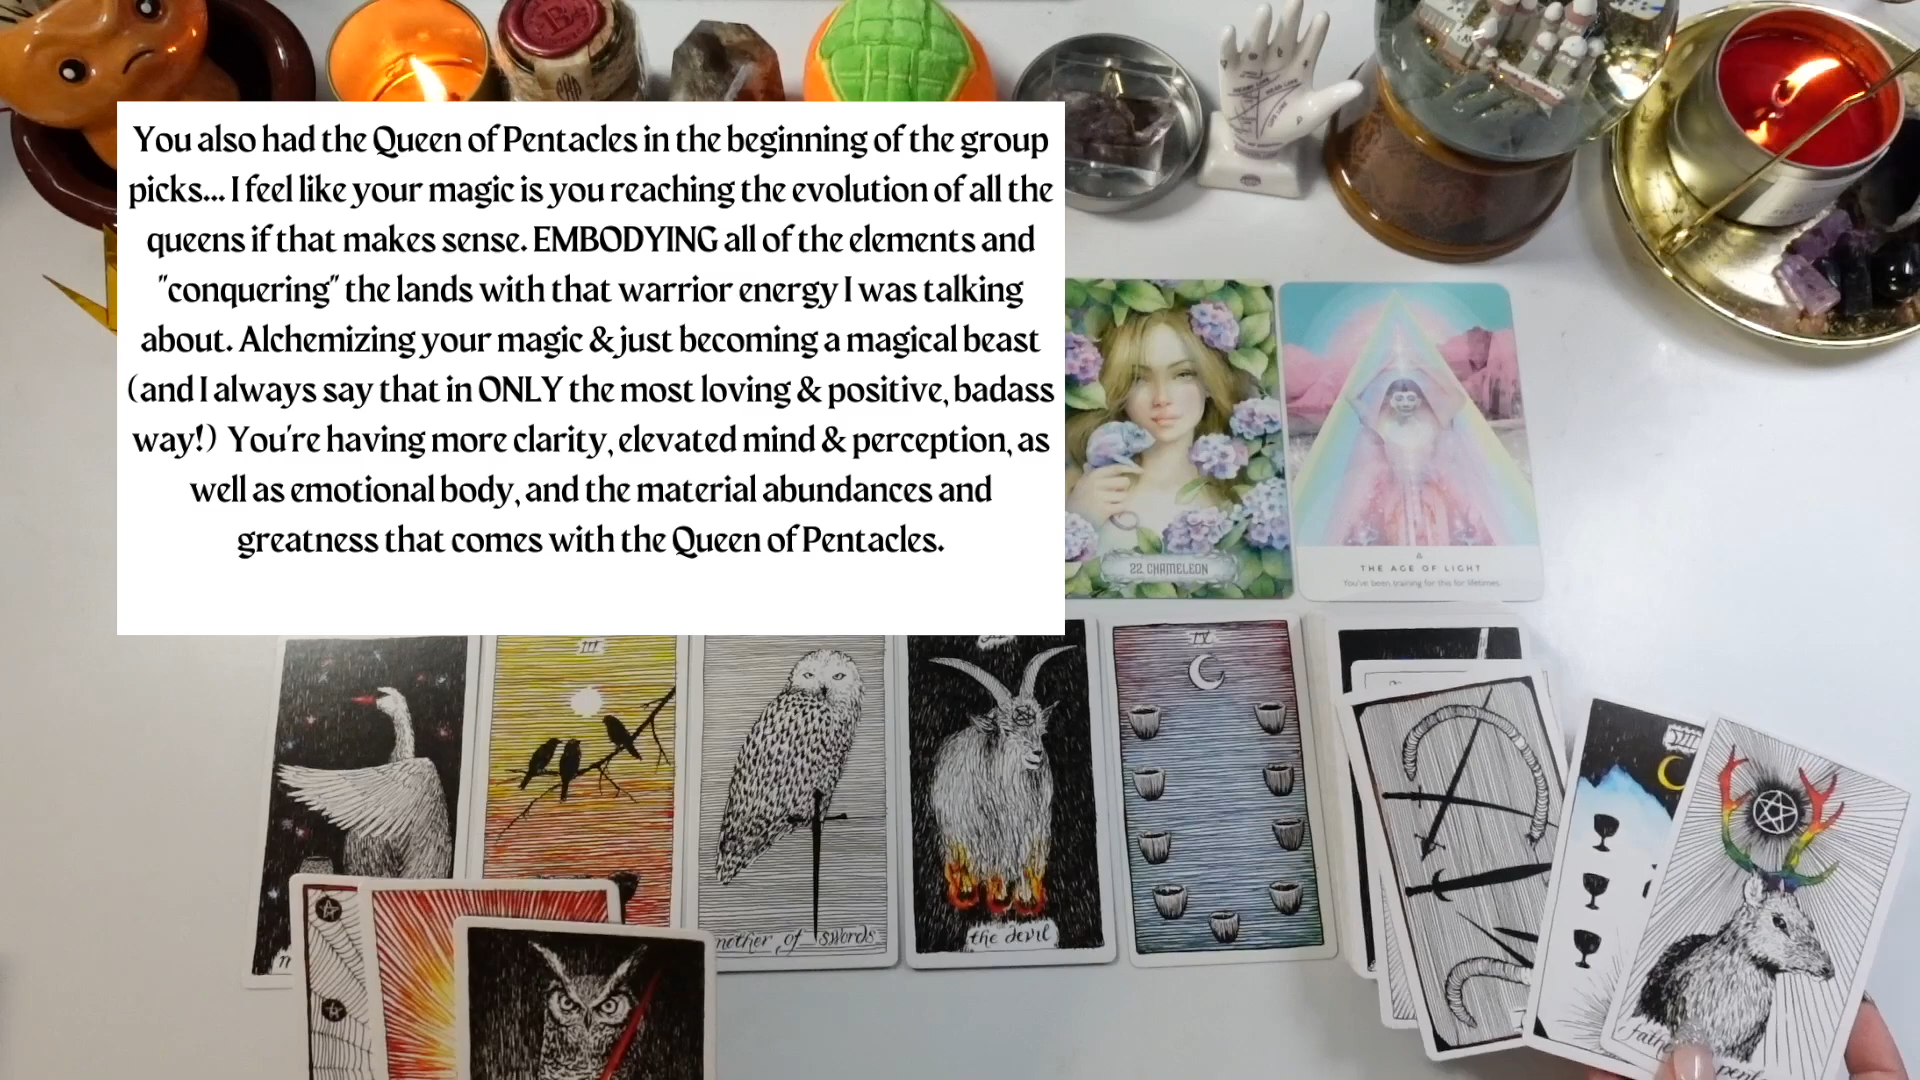 You also had the Queen of Pentacles in the beginning of the group
picks... I feel like your magic is you reaching the evolution of all the
queens if that makes sense. EMBODYING all of the elements and
"conquering" the lands with that warrior energy I was talking
about. Alchemizing your magic & just becoming a magical beast
(and I always say that in ONLY the most loving & positive, badass
way!) You're having more clarity, elevated mind & perception, as
well as emotional body, and the material abundances and
greatness that comes with the Queen of Pentacles.
22 CHAMELEON
THE AGE OF LIGHT
You've been training for this for lifetimes.
III
IV
mother of swords
the devil